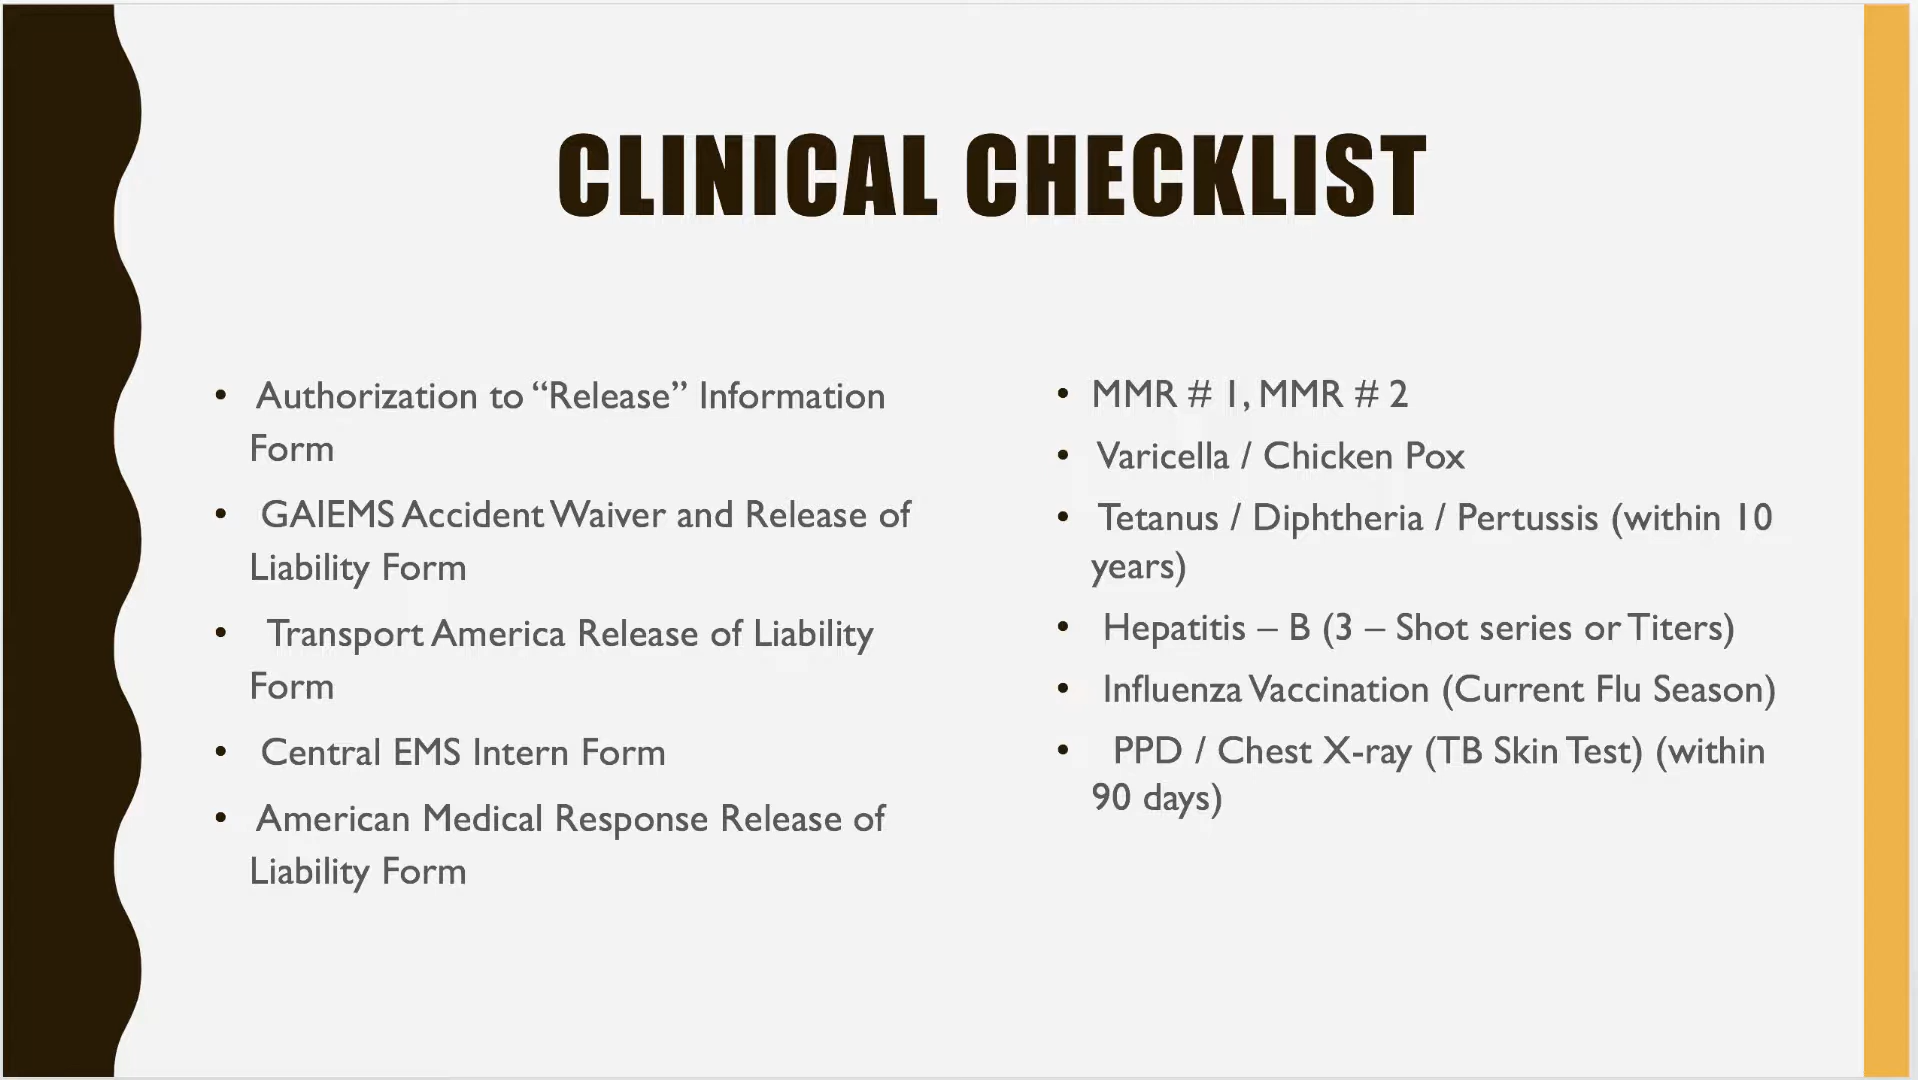 CLINICAL CHECKLIST
• Authorization to “Release” Information
Form
• GAIEMS Accident Waiver and Release of
Liability Form
• Transport America Release of Liability
Form
• Central EMS Intern Form
• American Medical Response Release of
Liability Form
• MMR # 1, MMR # 2
• Varicella / Chicken Pox
• Tetanus / Diphtheria / Pertussis (within 10
years)
• Hepatitis – B (3 – Shot series or Titers)
• Influenza Vaccination (Current Flu Season)
• PPD / Chest X-ray (TB Skin Test) (within
90 days)